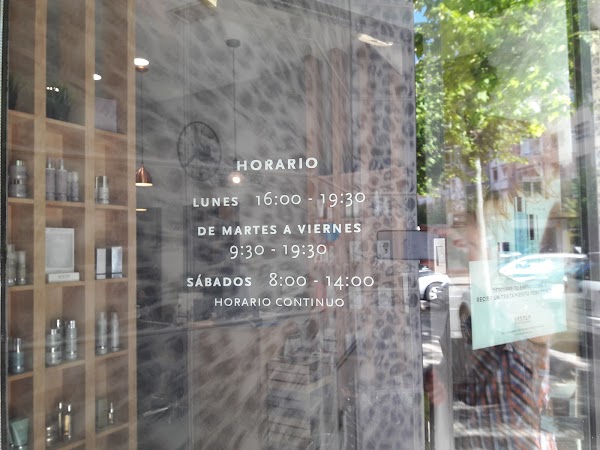 HORARIO
LUNES 16:00 - 19:30
DE MARTES A VIERNES
9:30 - 19:30
SÁBADOS 8:00 - 14:00
HORARIO CONTINUO